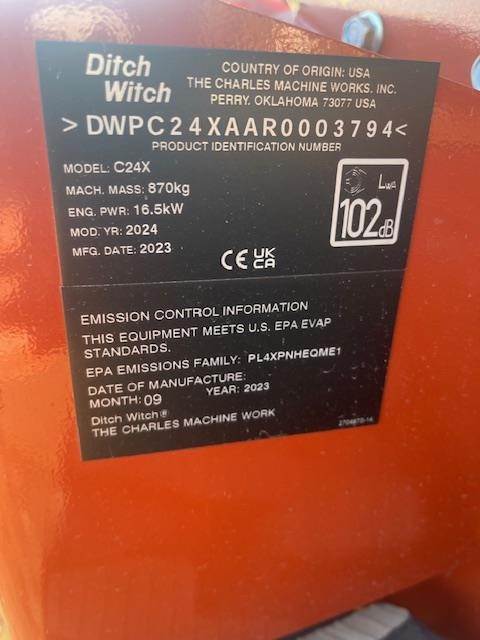 Ditch Witch
COUNTRY OF ORIGIN: USA
THE CHARLES MACHINE WORKS, INC.
PERRY, OKLAHOMA 73077 USA
>DWPC24XAAR0003794<
PRODUCT IDENTIFICATION NUMBER
MODEL: C24X
MACH. MASS: 870kg
ENG. PWR: 16.5kW
MOD. YR: 2024
MFG. DATE: 2023
LWA
102dB
CE UKCA
EMISSION CONTROL INFORMATION
THIS EQUIPMENT MEETS U.S. EPA EVAP
STANDARDS.
EPA EMISSIONS FAMILY: PL4XPNHEQME1
DATE OF MANUFACTURE:
MONTH: 09 YEAR: 2023
Ditch Witch®
THE CHARLES MACHINE WORK